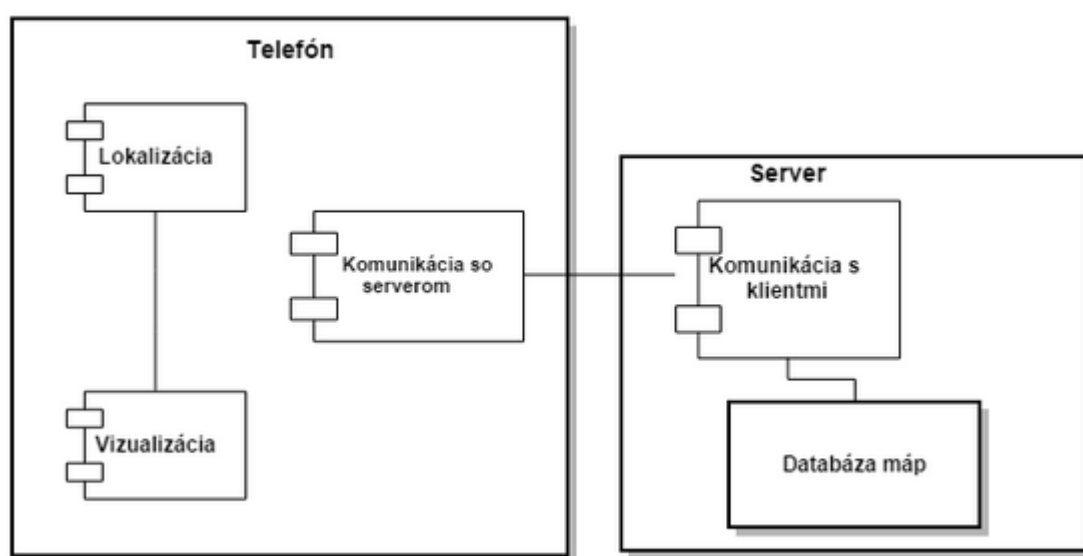 Telefón
Lokalizácia
Komunikácia so
serverom
Vizualizácia
Server
Komunikácia s
klientmi
Databáza máp